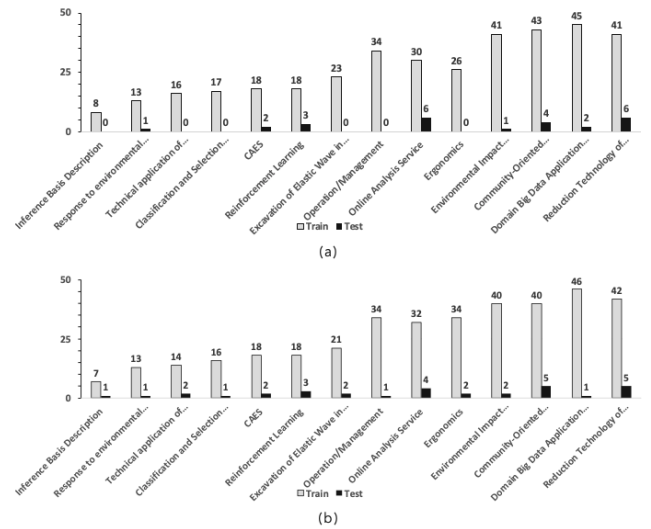 50
45
43
41
41
41
34
30
26
25
23
18
18
17
16
13
8
6
6
4
3
2
2
1
1
0
0
0
0
0
0
0
Inference Basis Description
Response to environmental...
Technical application of...
Classification and Selection...
CAES
Reinforcement Learning
Excavation of Elastic Wave in...
Operation/Management
Online Analysis Service
Ergonomics
Environmental Impact...
Community-Oriented...
Domain Big Data Application...
Reduction Technology of...
Train Test
(a)
50
46
42
40
40
34
34
32
25
21
18
18
16
14
13
7
5
5
4
3
2
2
2
2
2
1
1
1
1
1
0
Inference Basis Description
Response to environmental...
Technical application of...
Classification and Selection...
CAES
Reinforcement Learning
Excavation of Elastic Wave in...
Operation/Management
Online Analysis Service
Ergonomics
Environmental Impact...
Community-Oriented...
Domain Big Data Application...
Reduction Technology of...
Train Test
(b)